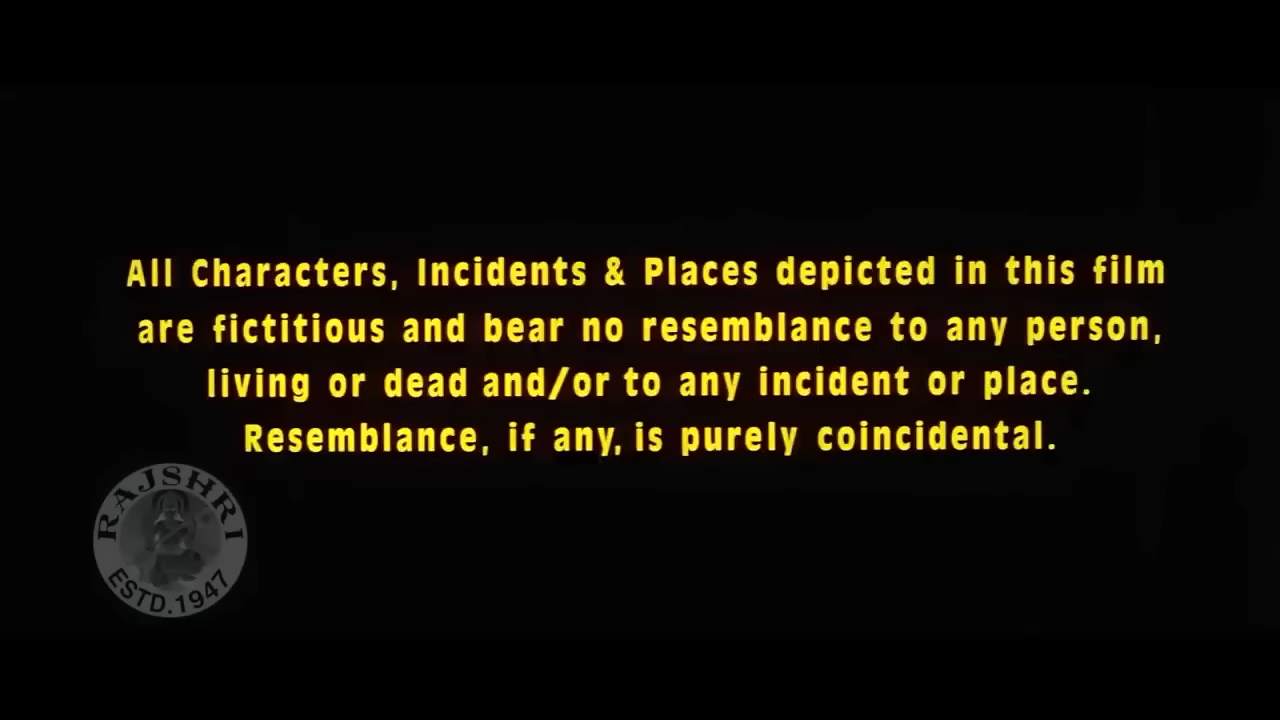 All Characters, Incidents & Places depicted in this film
are fictitious and bear no resemblance to any person,
living or dead and/or to any incident or place.
Resemblance, if any, is purely coincidental.
RAJSHRI
ESTD.1947